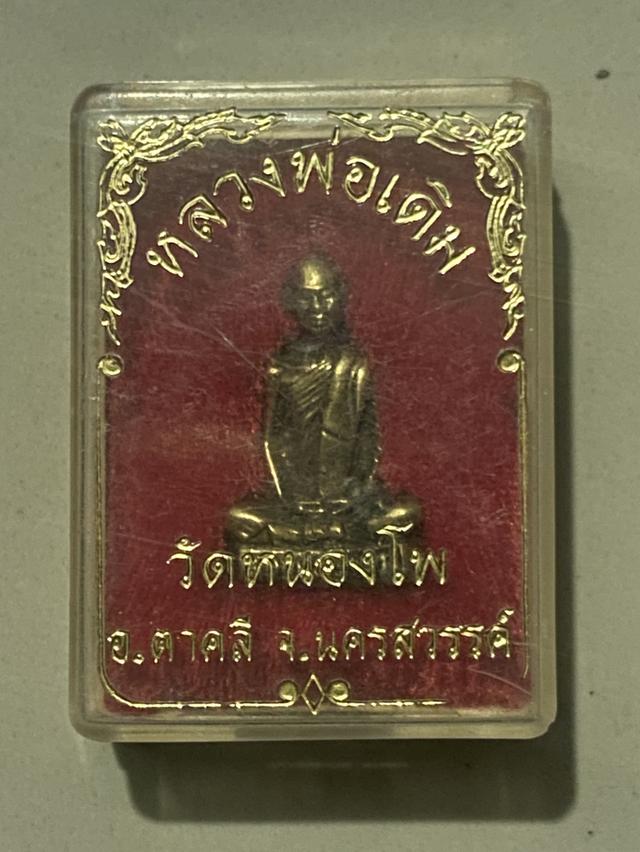 หลวงพ่อเดิม
วัดหนองโพ
อ.ตาคลี จ.นครสวรรค์